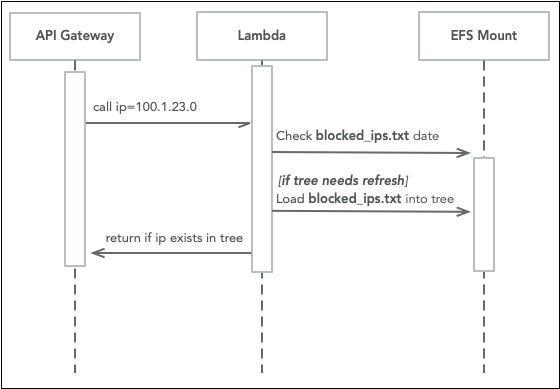 API Gateway
Lambda
EFS Mount
call ip=100.1.23.0
Check blocked_ips.txt date
[if tree needs refresh]
Load blocked_ips.txt into tree
return if ip exists in tree